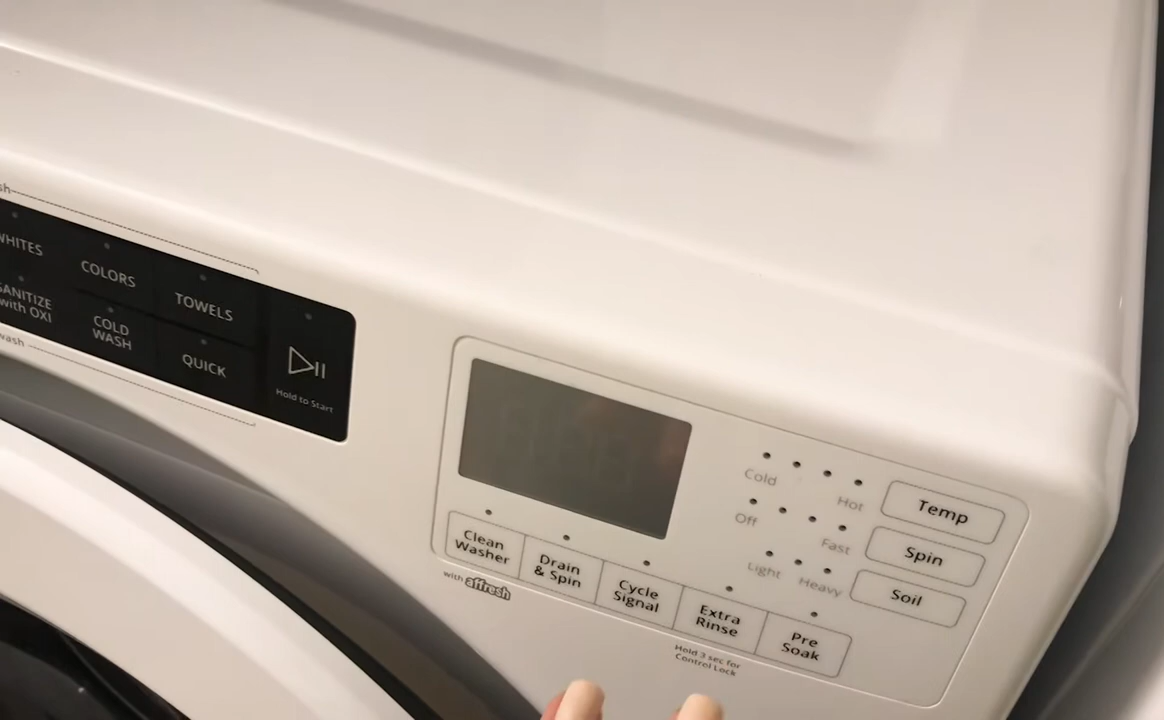 WHITES
COLORS
TOWELS
SANITIZE
with OXI
COLD
WASH
QUICK
Hold to Start
Cold
Hot
Temp
Off
Fast
Spin
Light
Heavy
Soil
Clean
Washer
Drain
& Spin
Cycle
Signal
Extra
Rinse
Pre
Soak
with affresh
Hold 3 sec for
Control Lock